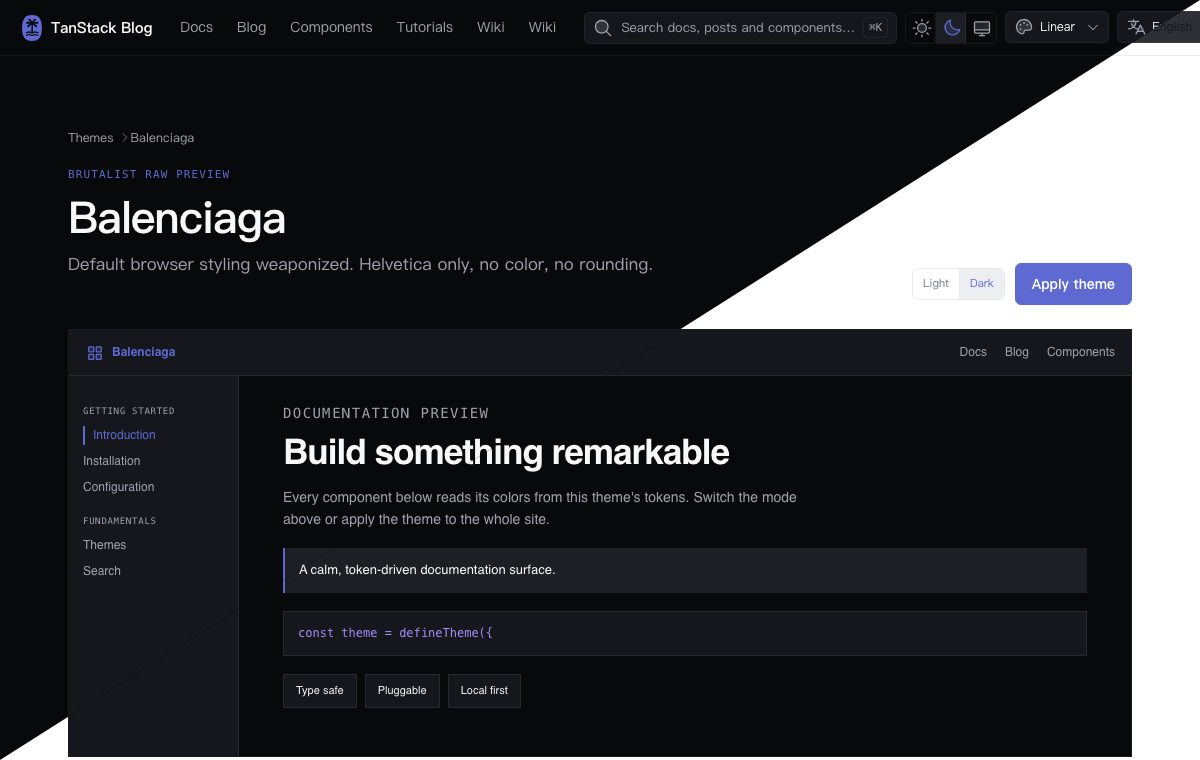 TanStack Blog Docs Blog Components Tutorials Wiki Wiki Search docs, posts and components... ⌘K Linear English
Themes Balenciaga
BRUTALIST RAW PREVIEW
Balenciaga
Default browser styling weaponized. Helvetica only, no color, no rounding.
Light Dark Apply theme
Balenciaga Docs Blog Components
GETTING STARTED
Introduction
Installation
Configuration
FUNDAMENTALS
Themes
Search
DOCUMENTATION PREVIEW
Build something remarkable
Every component below reads its colors from this theme's tokens. Switch the mode
above or apply the theme to the whole site.
A calm, token-driven documentation surface.
const theme = defineTheme({
Type safe Pluggable Local first